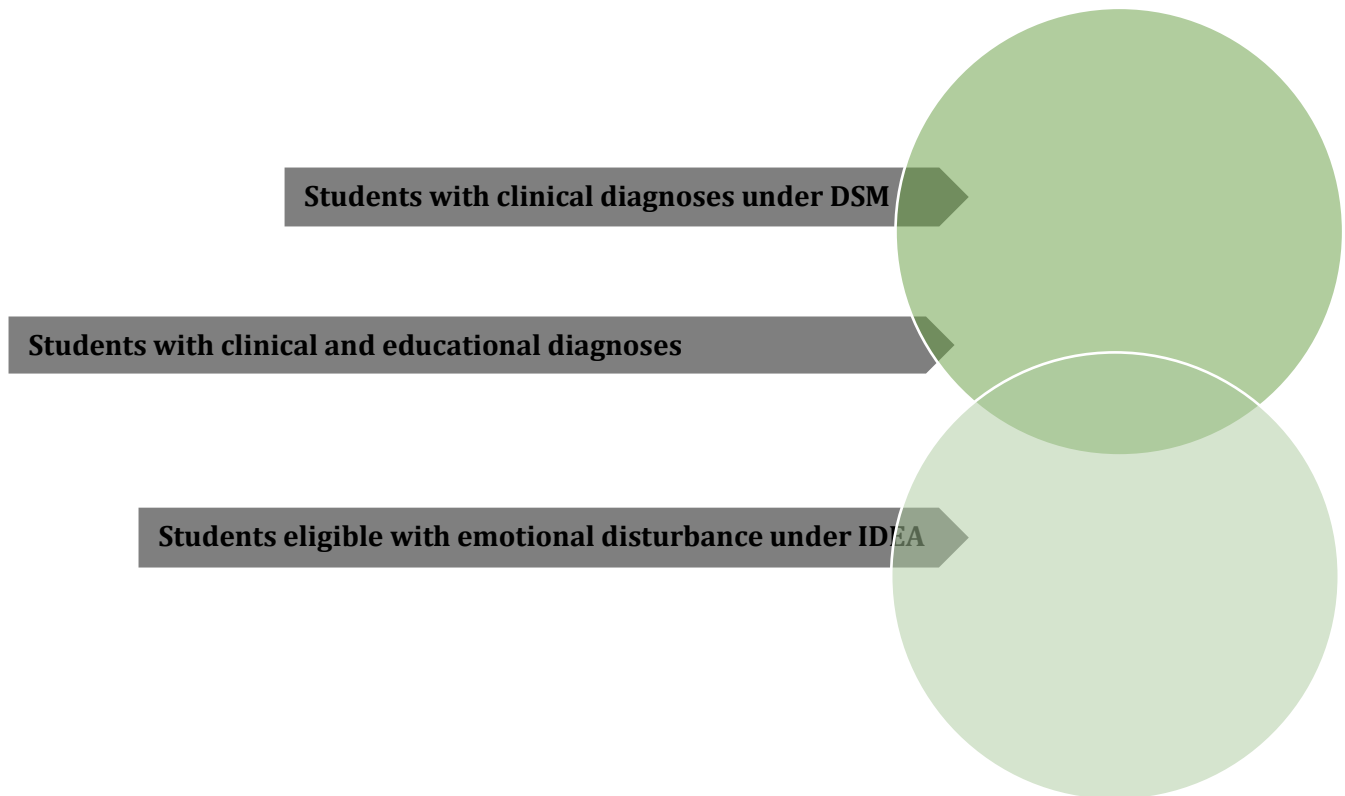 Students with clinical diagnoses under DSM
Students with clinical and educational diagnoses
Students eligible with emotional disturbance under IDEA